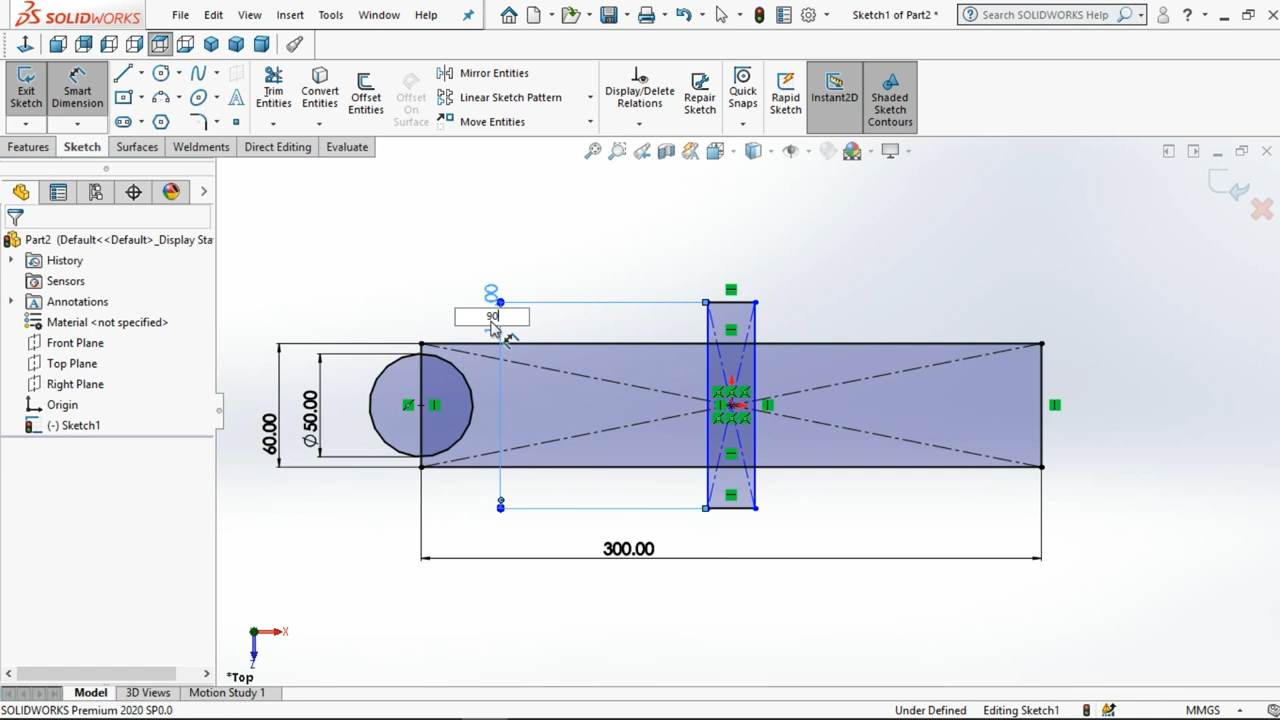 SOLIDWORKS
File Edit View Insert Tools Window Help
Sketch1 of Part2 *
Search SOLIDWORKS Help
?
Exit Sketch
Smart Dimension
Trim Entities
Convert Entities
Offset Entities
Offset On Surface
Mirror Entities
Linear Sketch Pattern
Move Entities
Display/Delete Relations
Repair Sketch
Quick Snaps
Rapid Sketch
Instant2D
Shaded Sketch Contours
Features Sketch Surfaces Weldments Direct Editing Evaluate
Part2 (Default<<Default>_Display Sta
History
Sensors
Annotations
Material <not specified>
Front Plane
Top Plane
Right Plane
Origin
(-) Sketch1
90
60.00
Ø50.00
300.00
X
Z
*Top
Model 3D Views Motion Study 1
SOLIDWORKS Premium 2020 SP0.0
Under Defined Editing Sketch1 MMGS